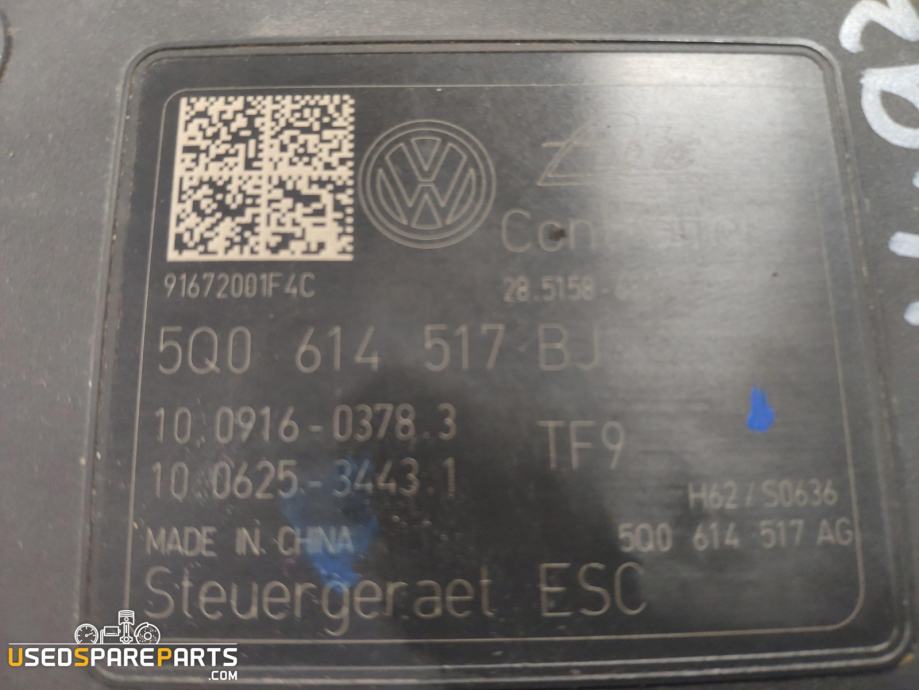 91672001F4C
28.5158-
5Q0 614 517 BJ
10.0916-0378.3
TF9
10.0625-3443.1
H62/S0636
MADE IN CHINA
5Q0 614 517 AG
Steuergeraet ESC
USEDSPAREPARTS
.COM